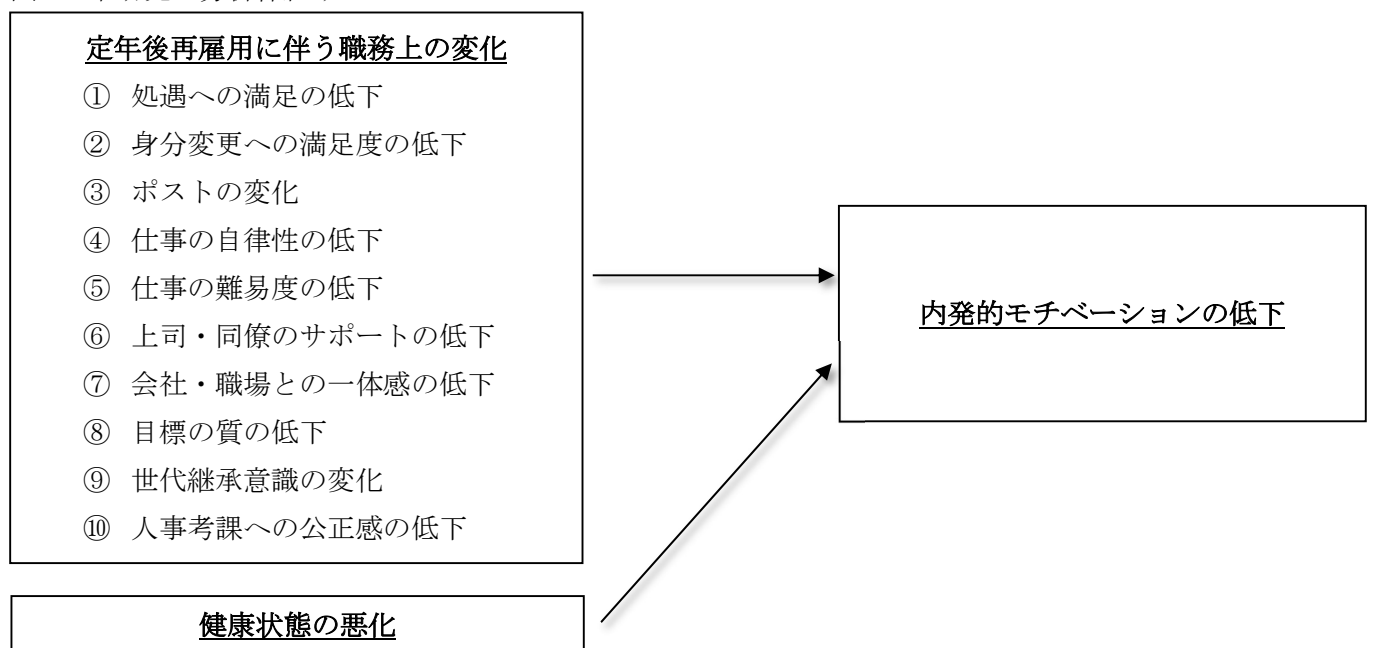 定年後再雇用に伴う職務上の変化
① 処遇への満足の低下
② 身分変更への満足度の低下
③ ポストの変化
④ 仕事の自律性の低下
⑤ 仕事の難易度の低下
⑥ 上司・同僚のサポートの低下
⑦ 会社・職場との一体感の低下
⑧ 目標の質の低下
⑨ 世代継承意識の変化
⑩ 人事考課への公正感の低下
内発的モチベーションの低下
健康状態の悪化